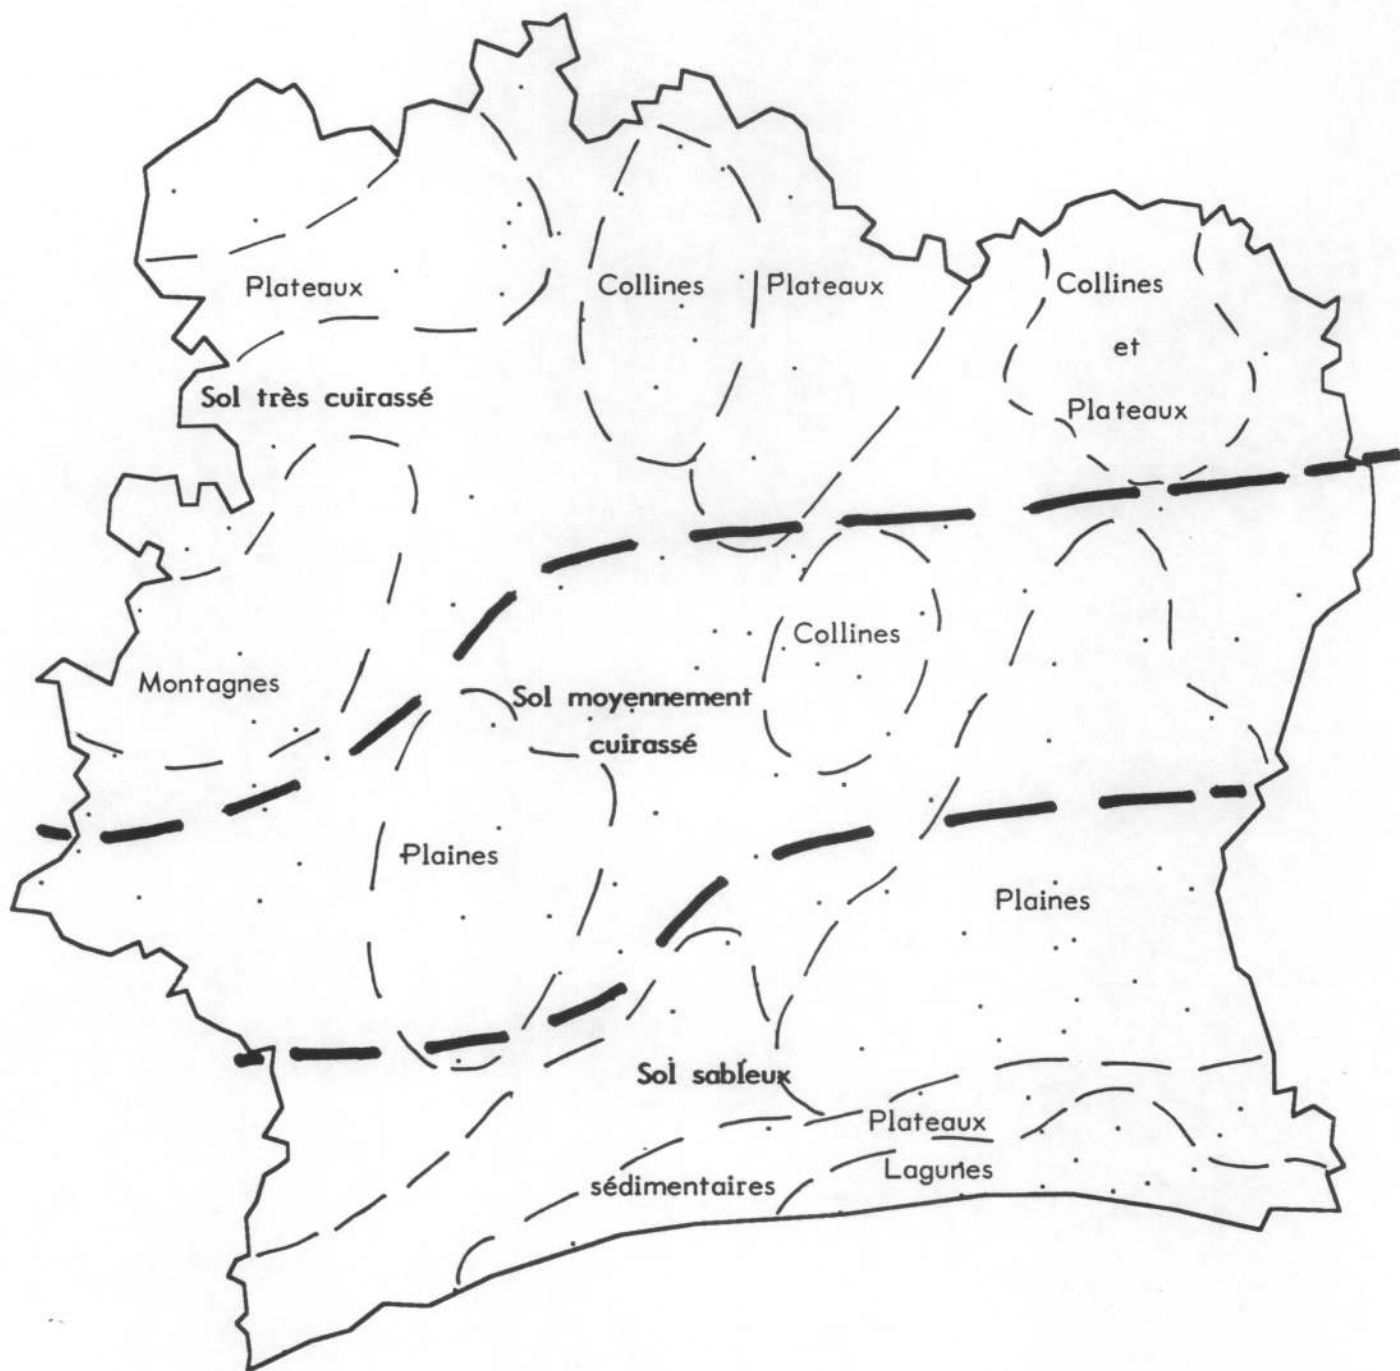 Plateaux
Collines
Plateaux
Collines
et
Plateaux
Sol très cuirassé
Montagnes
Collines
Sol moyennement
cuirassé
Plaines
Plaines
Sol sableux
Plateaux
sédimentaires
Lagunes